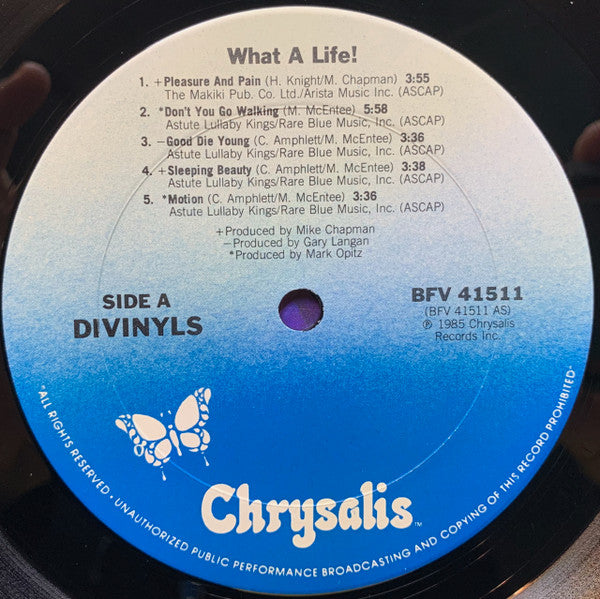 What A Life!
1. +Pleasure And Pain (H. Knight/M. Chapman) 3:55
The Makiki Pub. Co. Ltd./Arista Music Inc. (ASCAP)
2. *Don't You Go Walking (M. McEntee) 5:58
Astute Lullaby Kings/Rare Blue Music, Inc. (ASCAP)
3. –Good Die Young (C. Amphlett/M. McEntee) 3:36
Astute Lullaby Kings/Rare Blue Music, Inc. (ASCAP)
4. +Sleeping Beauty (C. Amphlett/M. McEntee) 3:38
Astute Lullaby Kings/Rare Blue Music, Inc. (ASCAP)
5. *Motion (C. Amphlett/M. McEntee) 3:36
Astute Lullaby Kings/Rare Blue Music, Inc. (ASCAP)
+Produced by Mike Chapman
–Produced by Gary Langan
*Produced by Mark Opitz
SIDE A
DIVINYLS
BFV 41511
(BFV 41511 AS)
℗ 1985 Chrysalis
Records Inc.
Chrysalis™
"ALL RIGHTS RESERVED · UNAUTHORIZED PUBLIC PERFORMANCE BROADCASTING AND COPYING OF THIS RECORD PROHIBITED"